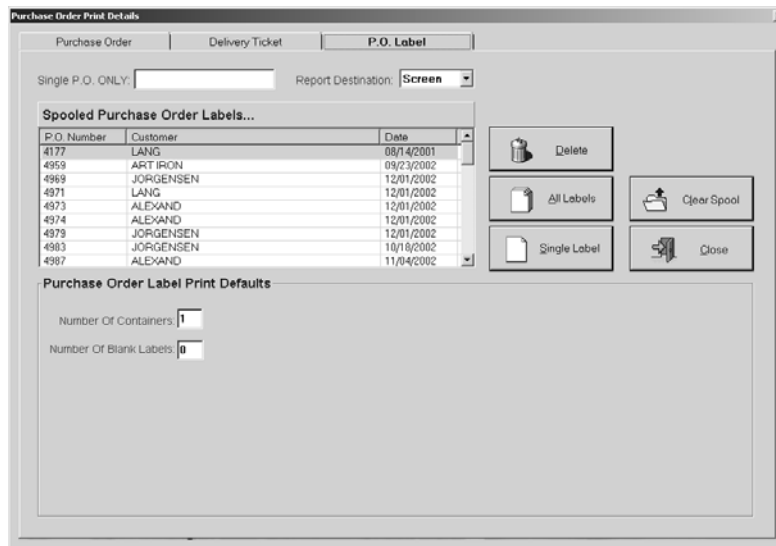 Purchase Order Print Details
Purchase Order Delivery Ticket P.O. Label
Single P.O. ONLY: Report Destination: Screen
Spooled Purchase Order Labels...
P.O. Number Customer Date
4177 LANG 08/14/2001
4959 ART IRON 09/23/2002
4969 JORGENSEN 12/01/2002
4971 LANG 12/01/2002
4973 ALEXAND 12/01/2002
4974 ALEXAND 12/01/2002
4979 JORGENSEN 12/01/2002
4983 JORGENSEN 10/18/2002
4987 ALEXAND 11/04/2002
Delete
All Labels Clear Spool
Single Label Close
Purchase Order Label Print Defaults
Number Of Containers: 1
Number Of Blank Labels: 0